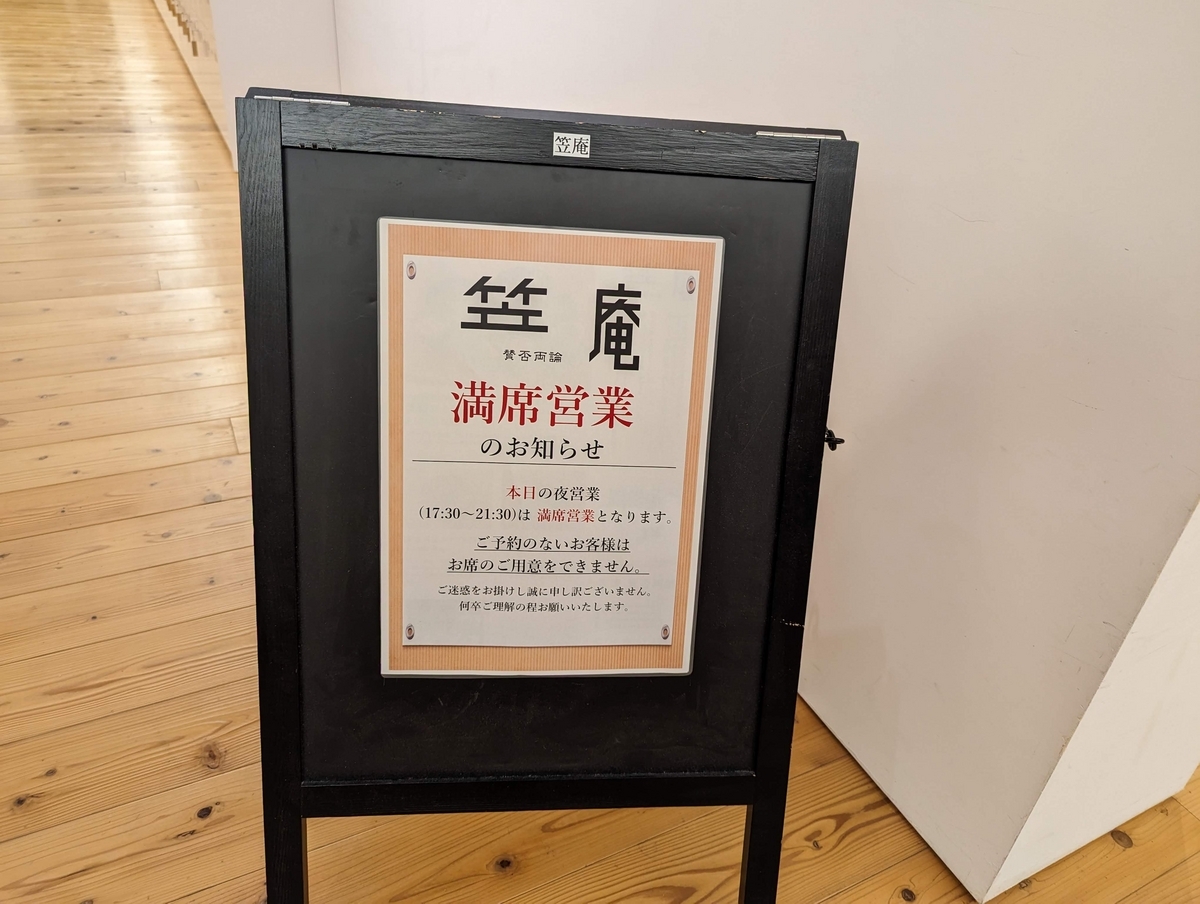 笠庵
笠 庵
賛否両論
満席営業
のお知らせ
本日の夜営業
(17:30～21:30)は 満席営業となります。
ご予約のないお客様は
お席のご用意をできません。
ご迷惑をお掛けし誠に申し訳ございません。
何卒ご理解の程お願いいたします。